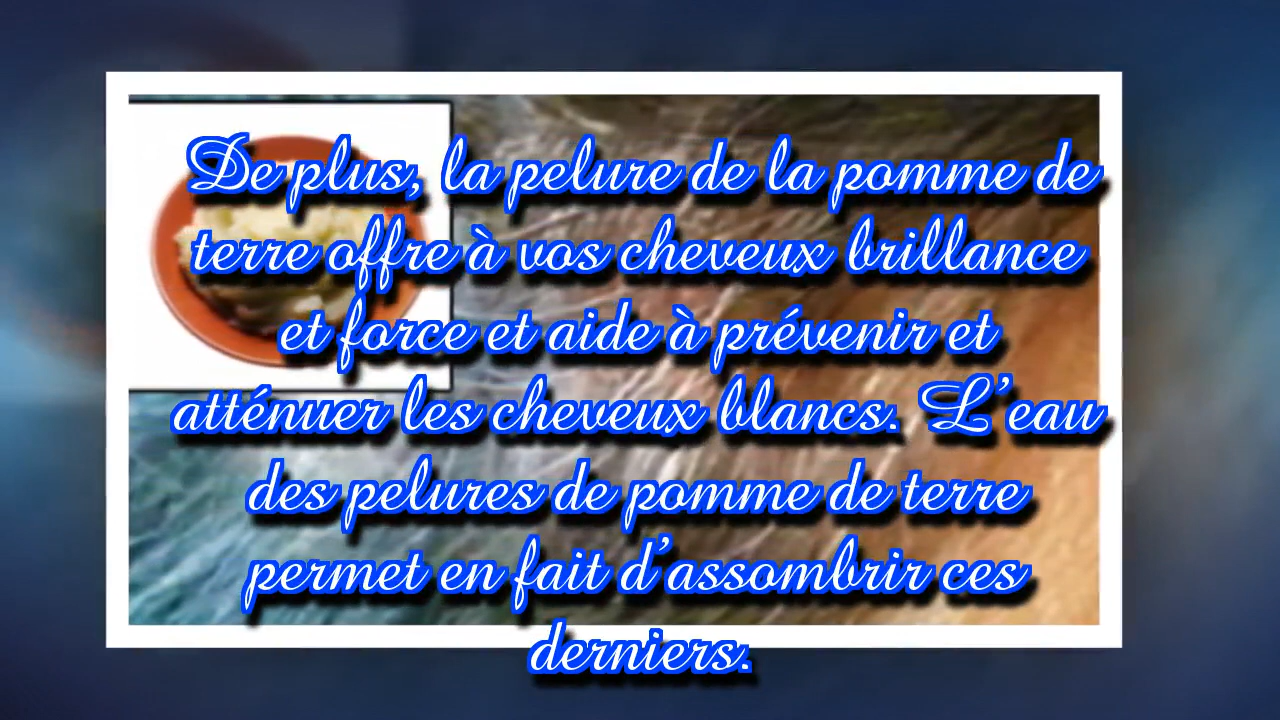 De plus, la pelure de la pomme de
terre offre à vos cheveux brillance
et force et aide à prévenir et
atténuer les cheveux blancs. L'eau
des pelures de pomme de terre
permet en fait d'assombrir ces
derniers.